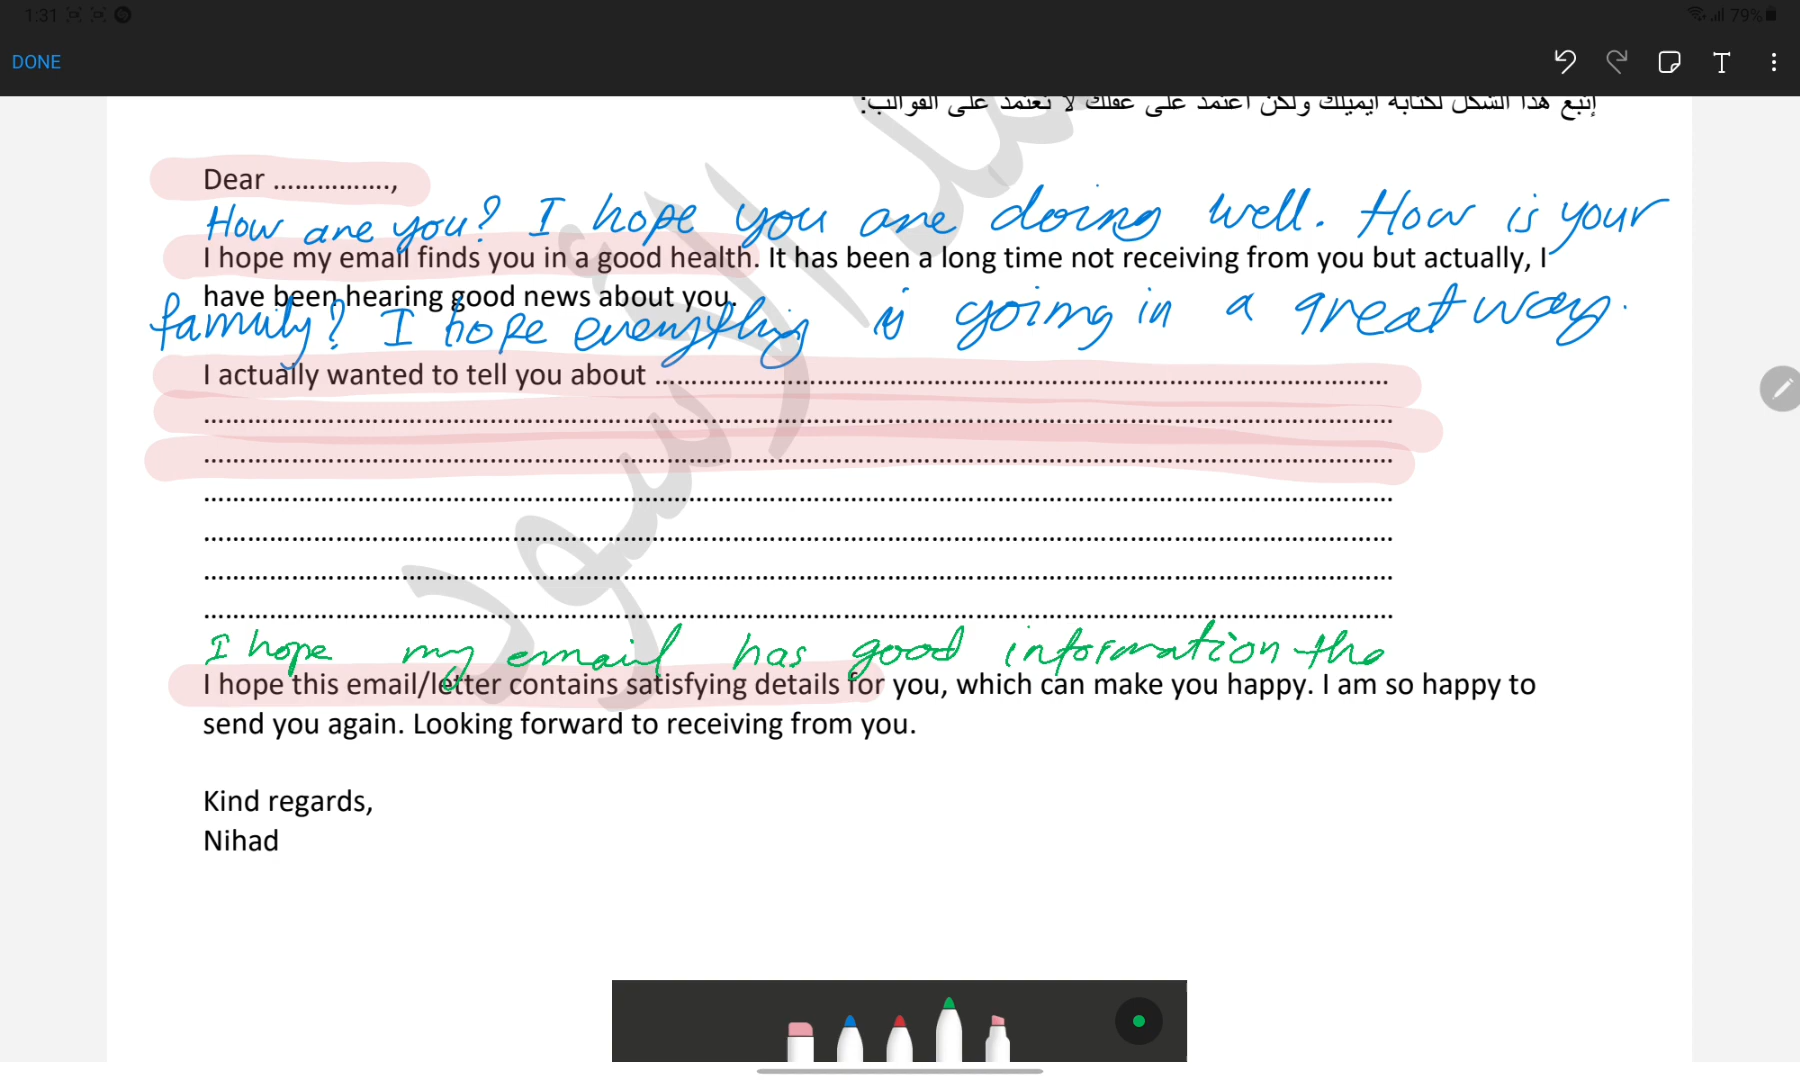 1:31
79%
DONE
إتبع هذا الشكل لكتابة ايميلك ولكن اعتمد على عقلك لا تعتمد على القوالب:
Dear ................,
How are you? I hope you are doing well. How is your
I hope my email finds you in a good health. It has been a long time not receiving from you but actually, I
have been hearing good news about you.
family? I hope everything is going in a great way.
I actually wanted to tell you about ....................................................................................................
I hope my email has good information the
I hope this email/letter contains satisfying details for you, which can make you happy. I am so happy to
send you again. Looking forward to receiving from you.
Kind regards,
Nihad